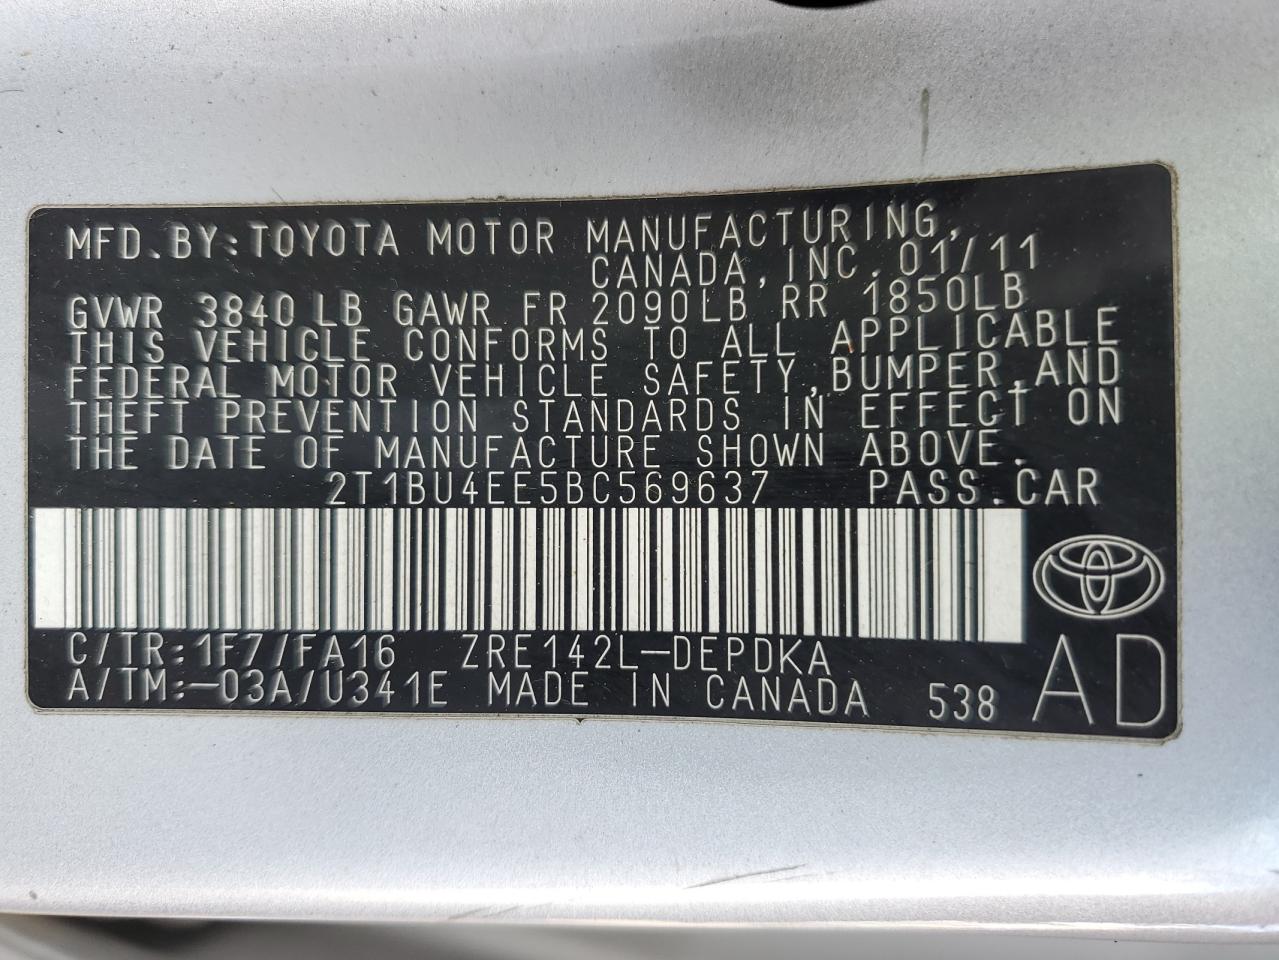 MFD.BY:TOYOTA MOTOR MANUFACTURING,
CANADA,INC.01/11
GVWR 3840LB GAWR FR 2090LB RR 1850LB
THIS VEHICLE CONFORMS TO ALL APPLICABLE
FEDERAL MOTOR VEHICLE SAFETY,BUMPER,AND
THEFT PREVENTION STANDARDS IN EFFECT ON
THE DATE OF MANUFACTURE SHOWN ABOVE.
2T1BU4EE5BC569637 PASS.CAR
C/TR:1F7/FA16 ZRE142L-DEPDKA
A/TM:-03A/U341E MADE IN CANADA 538 AD